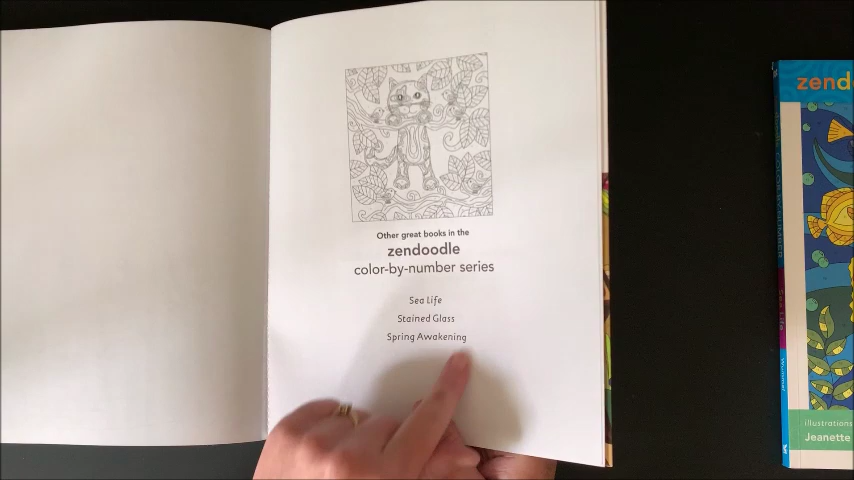 Other great books in the
zendoodle
color-by-number series
Sea Life
Stained Glass
Spring Awakening
zend
Sea Life
illustrations
Jeanette